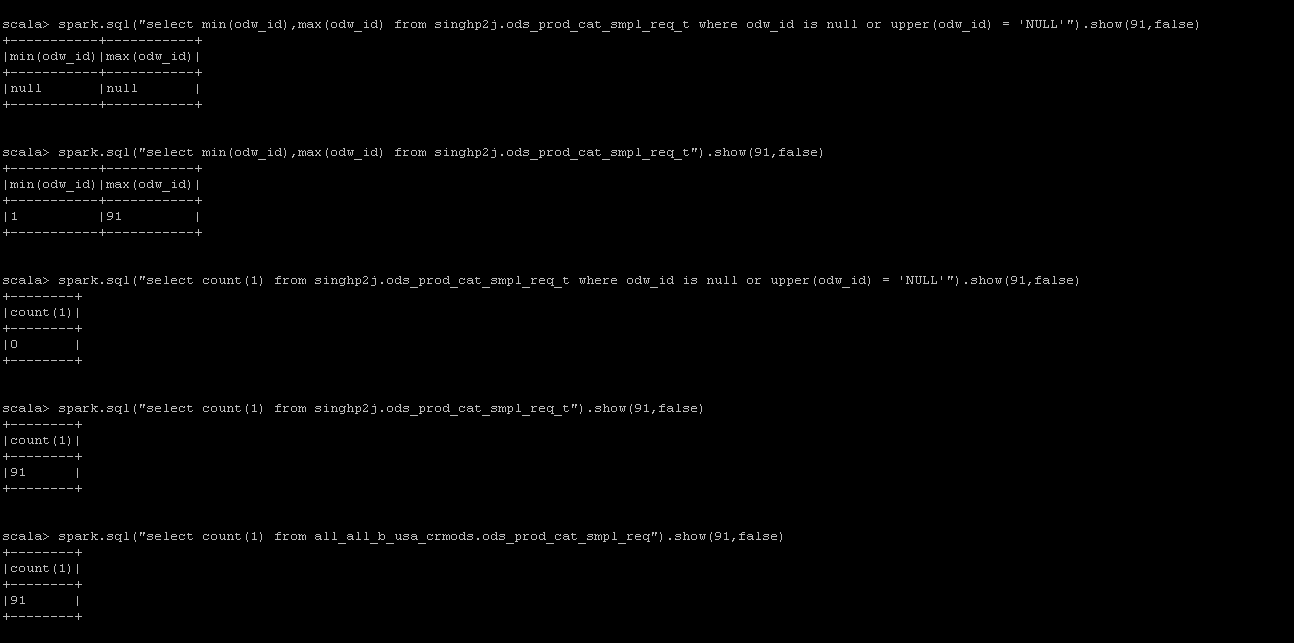 scala> spark.sql("select min(odw_id),max(odw_id) from singhp2j.ods_prod_cat_smpl_req_t where odw_id is null or upper(odw_id) = 'NULL'").show(91,false)
+-----------+-----------+
|min(odw_id)|max(odw_id)|
+-----------+-----------+
|null       |null       |
+-----------+-----------+
scala> spark.sql("select min(odw_id),max(odw_id) from singhp2j.ods_prod_cat_smpl_req_t").show(91,false)
+-----------+-----------+
|min(odw_id)|max(odw_id)|
+-----------+-----------+
|1          |91         |
+-----------+-----------+
scala> spark.sql("select count(1) from singhp2j.ods_prod_cat_smpl_req_t where odw_id is null or upper(odw_id) = 'NULL'").show(91,false)
+--------+
|count(1)|
+--------+
|0       |
+--------+
scala> spark.sql("select count(1) from singhp2j.ods_prod_cat_smpl_req_t").show(91,false)
+--------+
|count(1)|
+--------+
|91      |
+--------+
scala> spark.sql("select count(1) from all_all_b_usa_crmods.ods_prod_cat_smpl_req").show(91,false)
+--------+
|count(1)|
+--------+
|91      |
+--------+